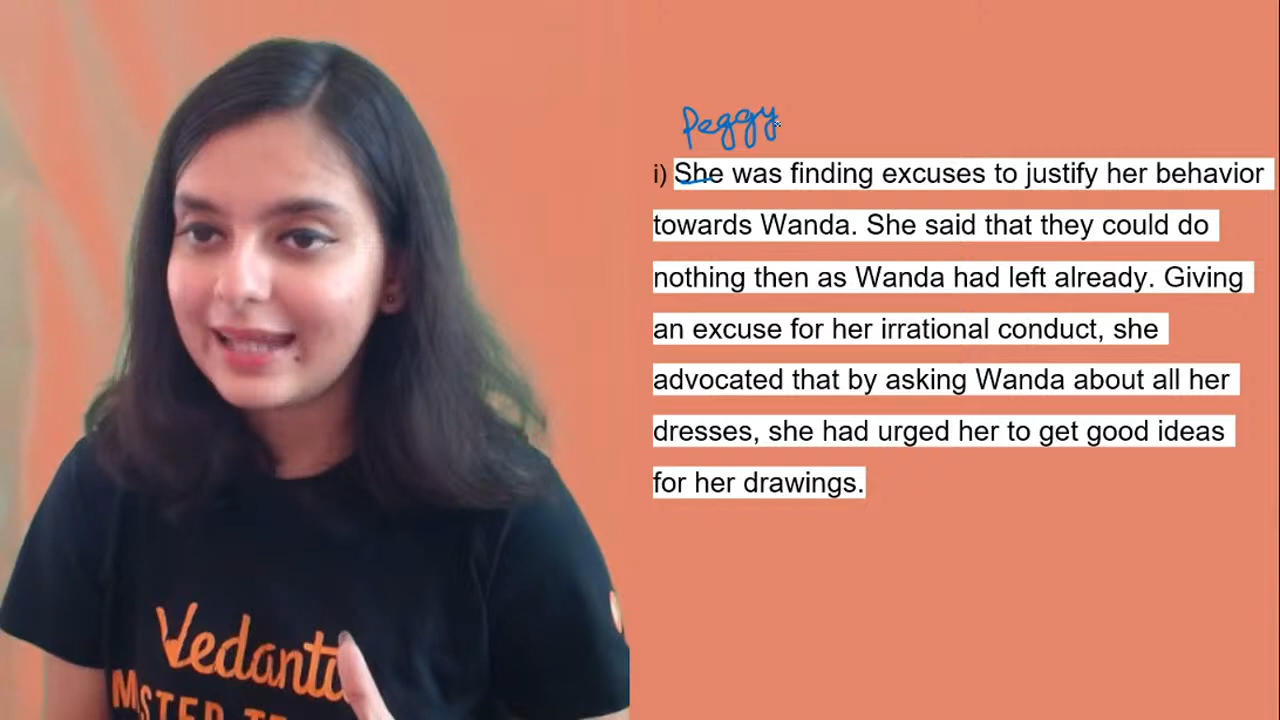 Peggy
i) She was finding excuses to justify her behavior
towards Wanda. She said that they could do
nothing then as Wanda had left already. Giving
an excuse for her irrational conduct, she
advocated that by asking Wanda about all her
dresses, she had urged her to get good ideas
for her drawings.
Vedantu